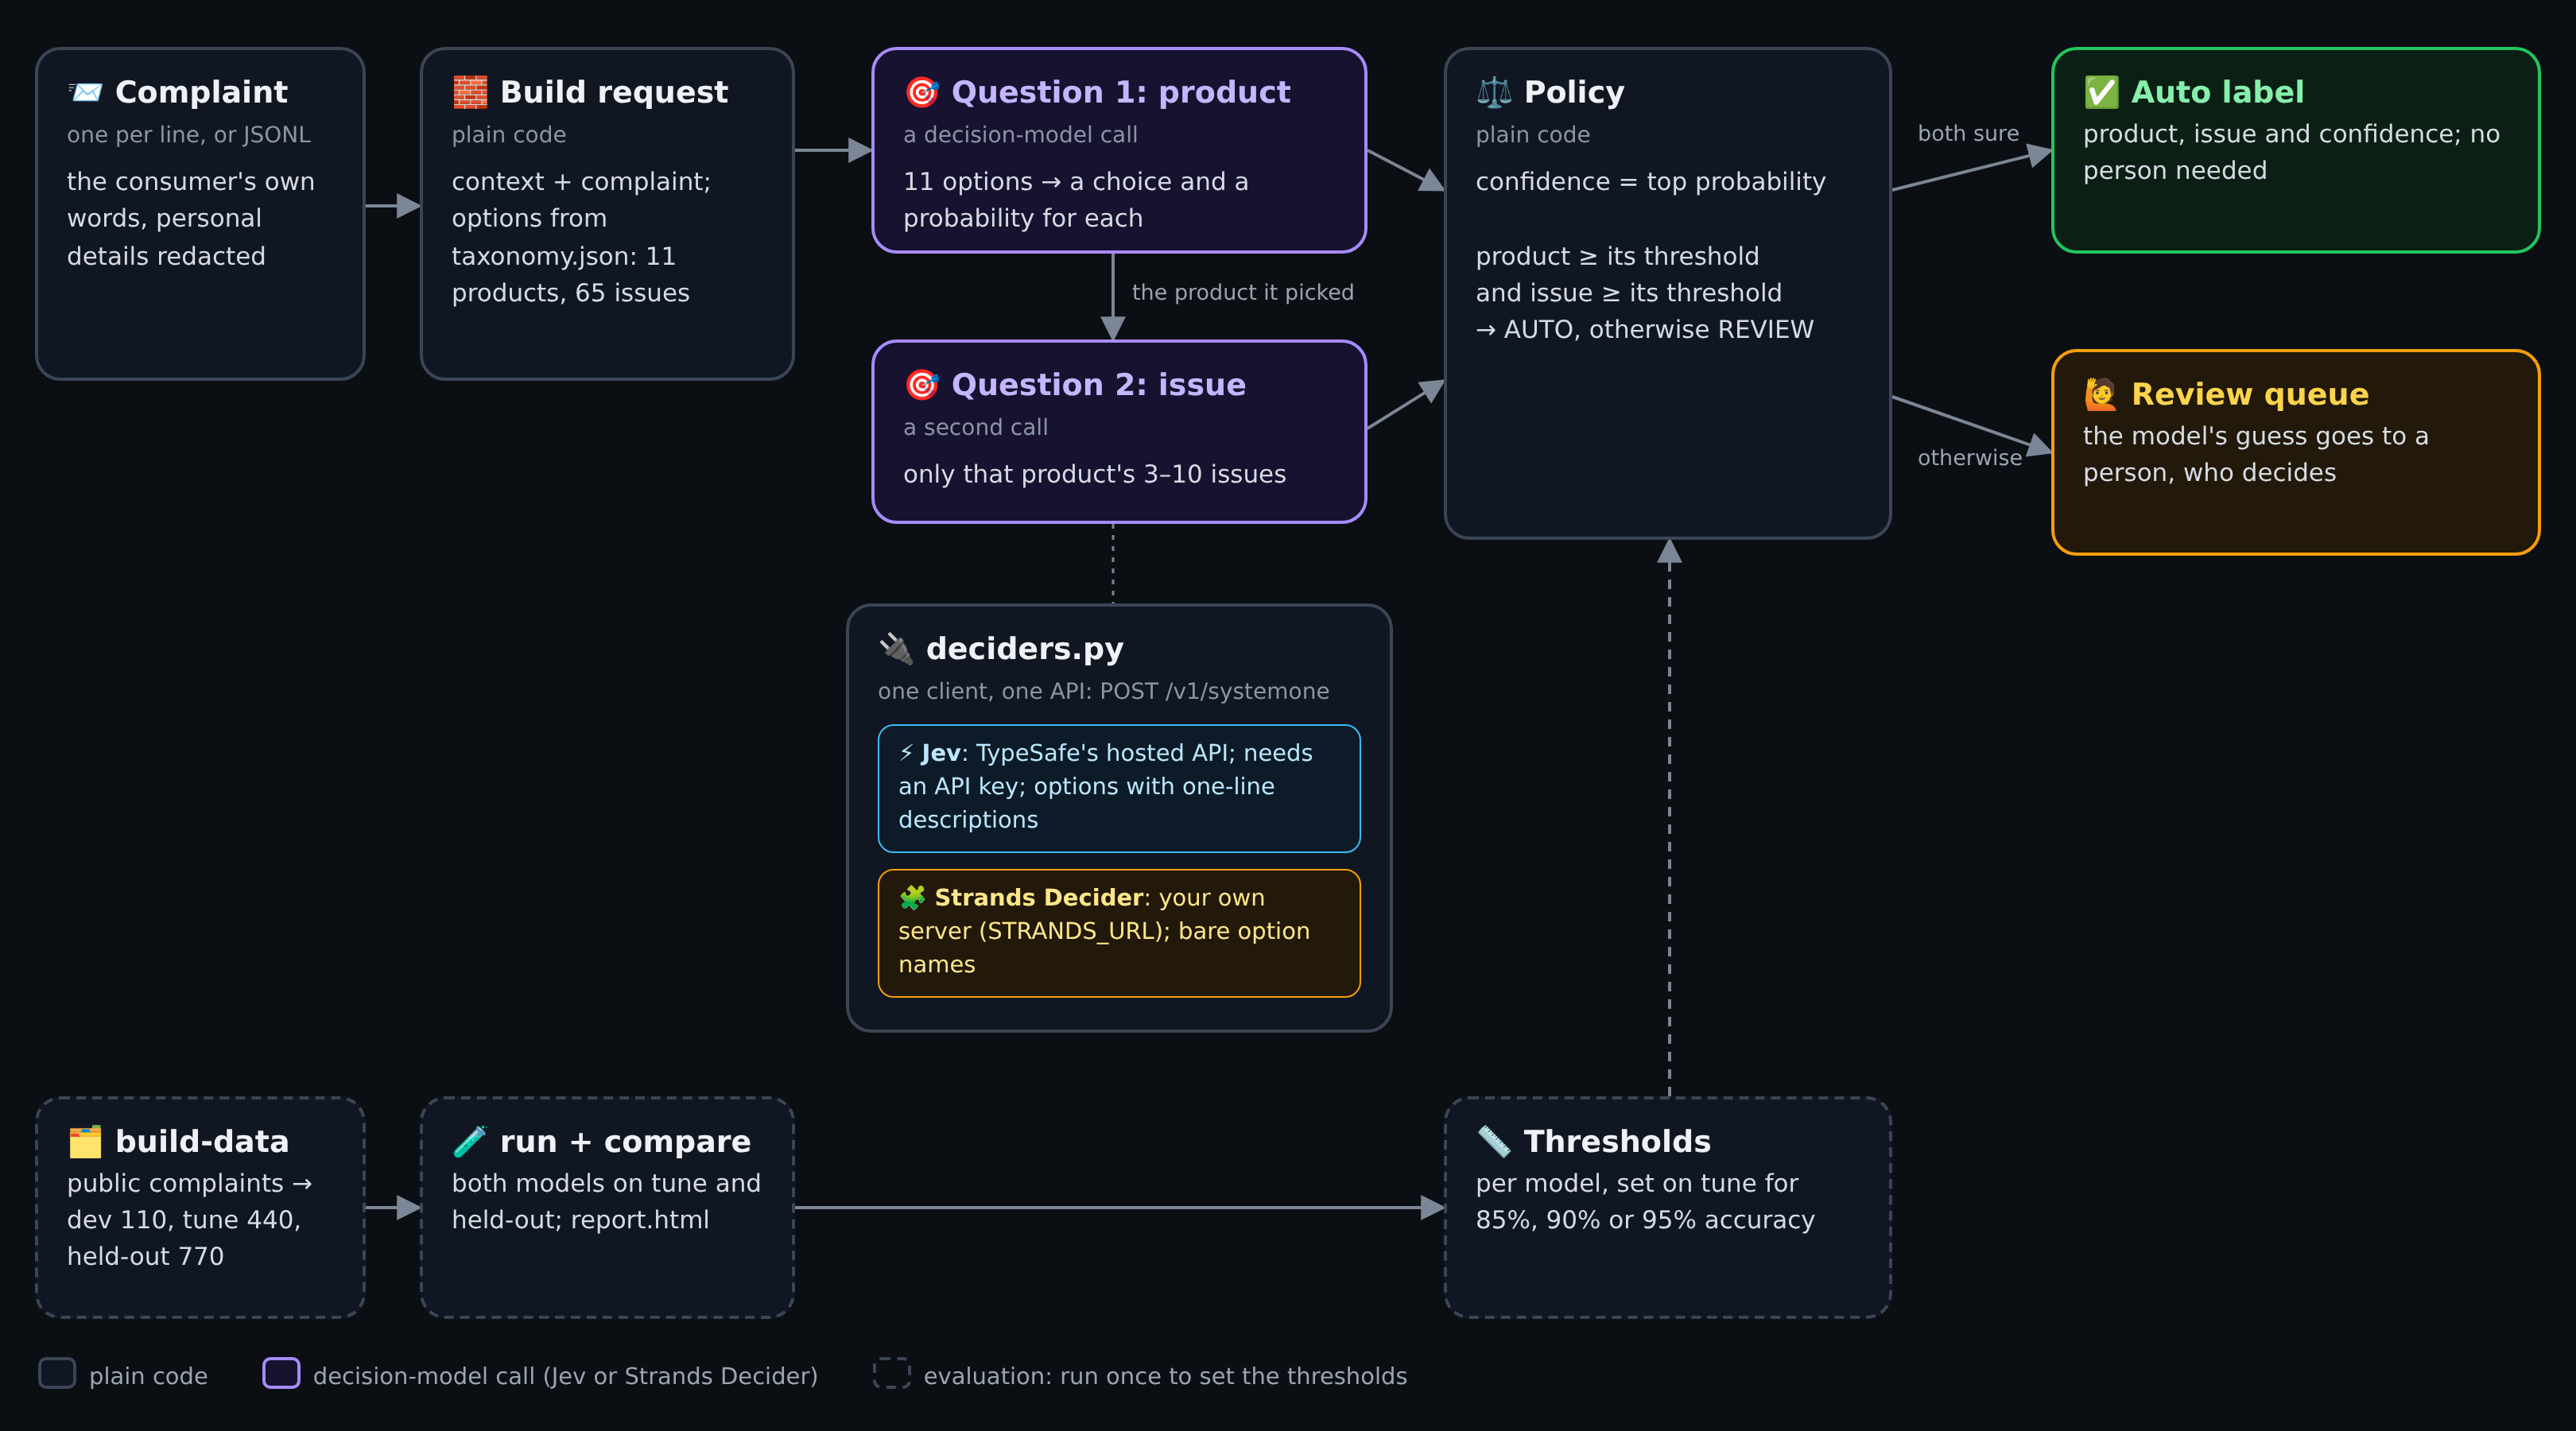 📨 Complaint
one per line, or JSONL
the consumer's own
words, personal
details redacted
🧱 Build request
plain code
context + complaint;
options from
taxonomy.json: 11
products, 65 issues
🎯 Question 1: product
a decision-model call
11 options → a choice and a
probability for each
the product it picked
🎯 Question 2: issue
a second call
only that product's 3–10 issues
⚖️ Policy
plain code
confidence = top probability
product ≥ its threshold
and issue ≥ its threshold
→ AUTO, otherwise REVIEW
both sure
otherwise
✅ Auto label
product, issue and confidence; no
person needed
🙋 Review queue
the model's guess goes to a
person, who decides
🔌 deciders.py
one client, one API: POST /v1/systemone
⚡ Jev: TypeSafe's hosted API; needs
an API key; options with one-line
descriptions
🧩 Strands Decider: your own
server (STRANDS_URL); bare option
names
🗂️ build-data
public complaints →
dev 110, tune 440,
held-out 770
🧪 run + compare
both models on tune and
held-out; report.html
📏 Thresholds
per model, set on tune for
85%, 90% or 95% accuracy
plain code
decision-model call (Jev or Strands Decider)
evaluation: run once to set the thresholds